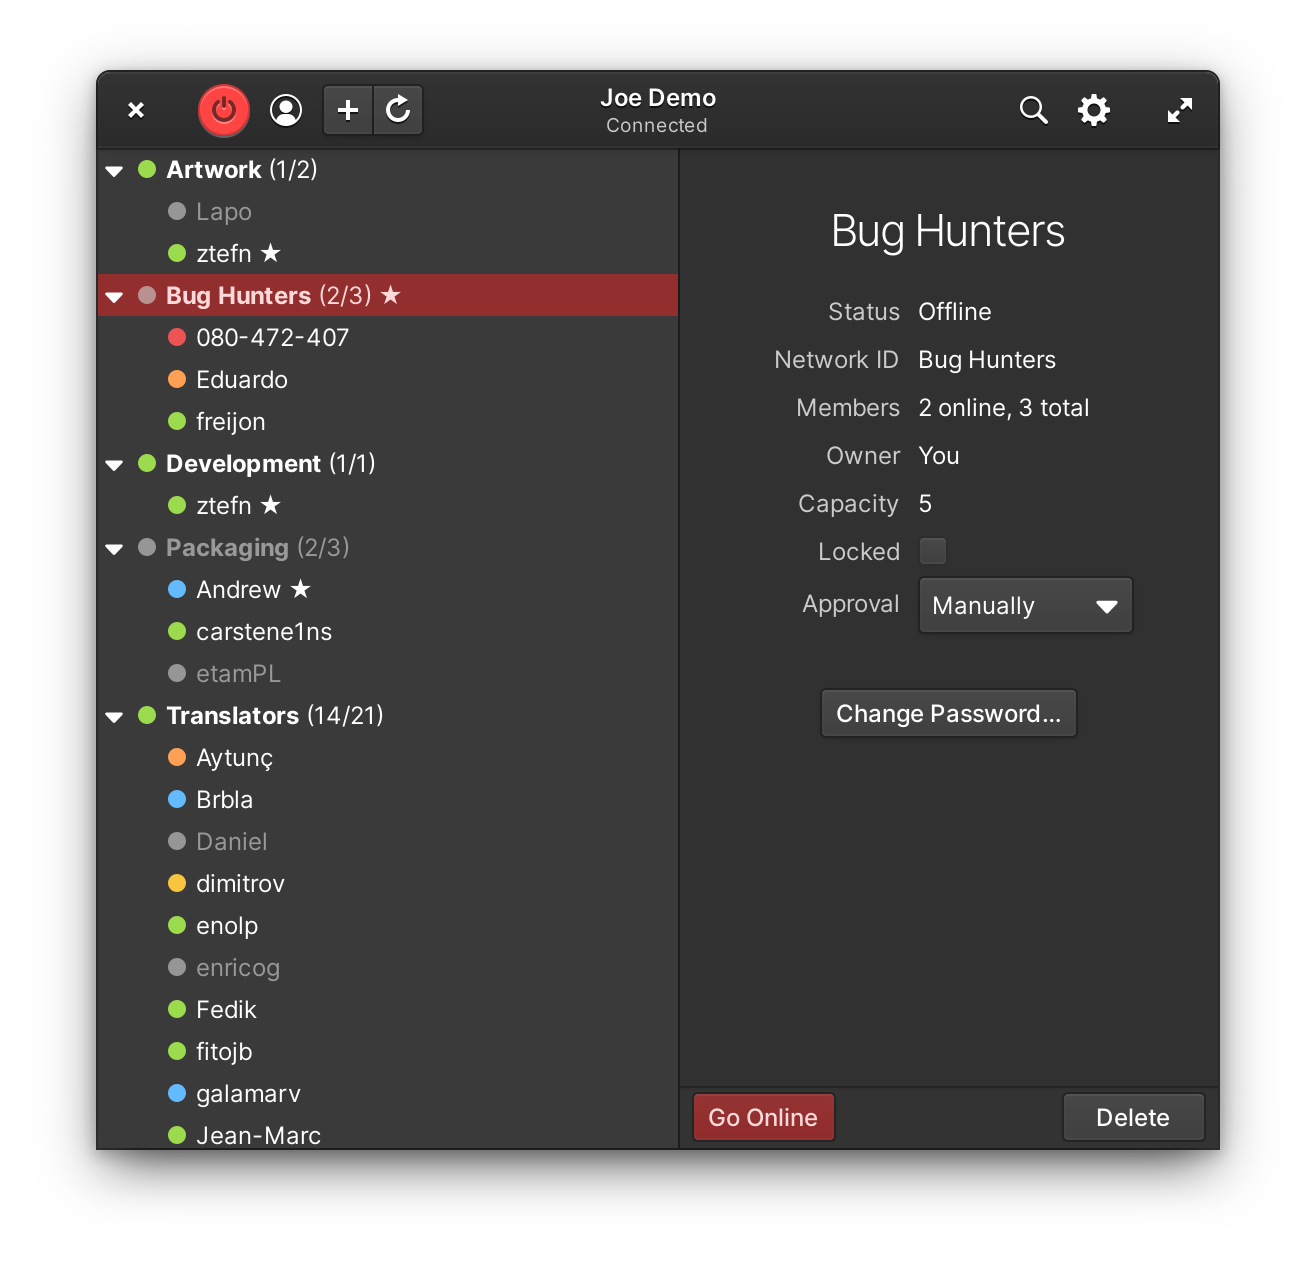 Joe Demo
Connected
Artwork (1/2)
Lapo
ztefn ★
Bug Hunters (2/3) ★
080-472-407
Eduardo
freijon
Development (1/1)
ztefn ★
Packaging (2/3)
Andrew ★
carstene1ns
etamPL
Translators (14/21)
Aytunç
Brbla
Daniel
dimitrov
enolp
enricog
Fedik
fitojb
galamarv
Jean-Marc
Bug Hunters
Status Offline
Network ID Bug Hunters
Members 2 online, 3 total
Owner You
Capacity 5
Locked
Approval Manually
Change Password...
Go Online Delete